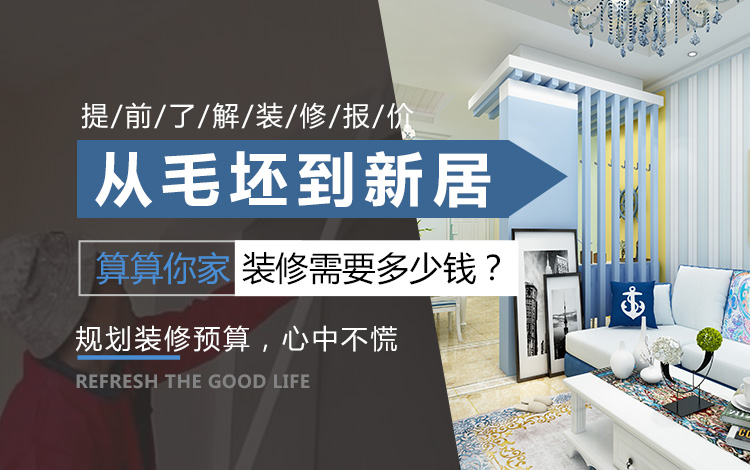 提/前/了/解/装/修/报/价
从毛坯到新居
算算你家 装修需要多少钱？
规划装修预算，心中不慌
REFRESH THE GOOD LIFE